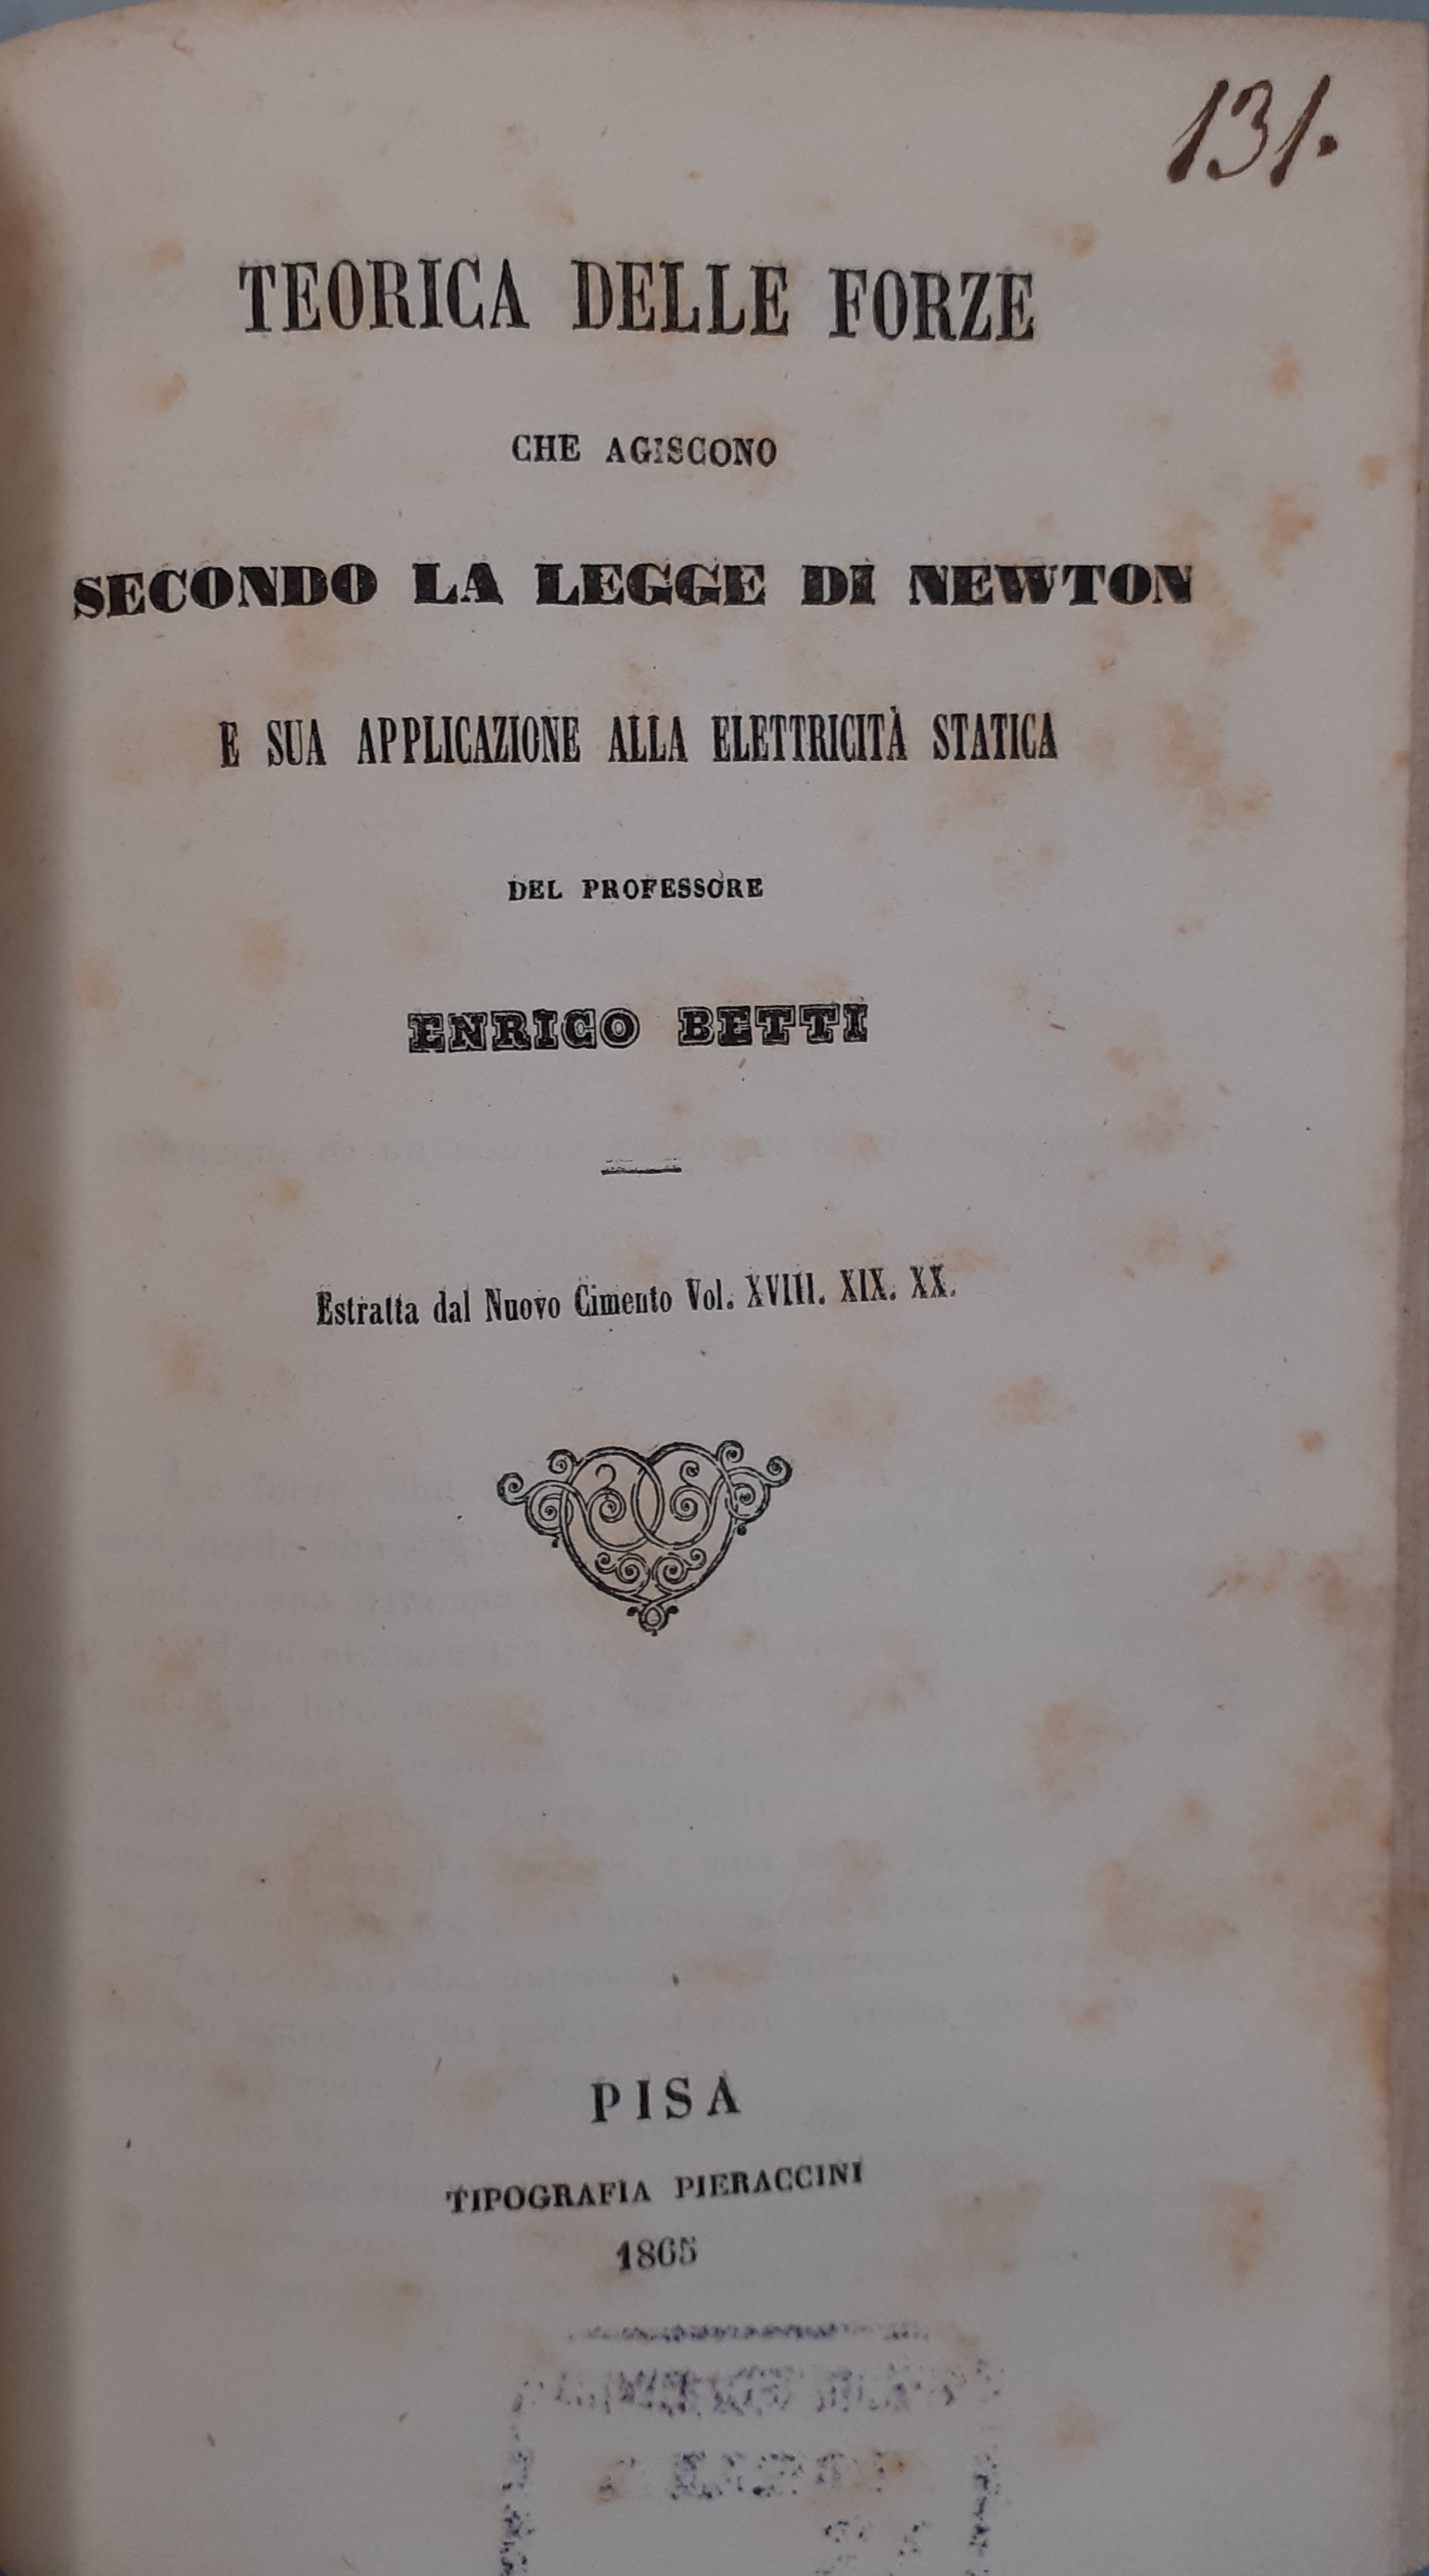 131.
TEORICA DELLE FORZE
CHE AGISCONO
SECONDO LA LEGGE DI NEWTON
E SUA APPLICAZIONE ALLA ELETTRICITÀ STATICA
DEL PROFESSORE
ENRICO BETTI
Estratta dal Nuovo Cimento Vol. XVIII. XIX. XX.
PISA
TIPOGRAFIA PIERACCINI
1865